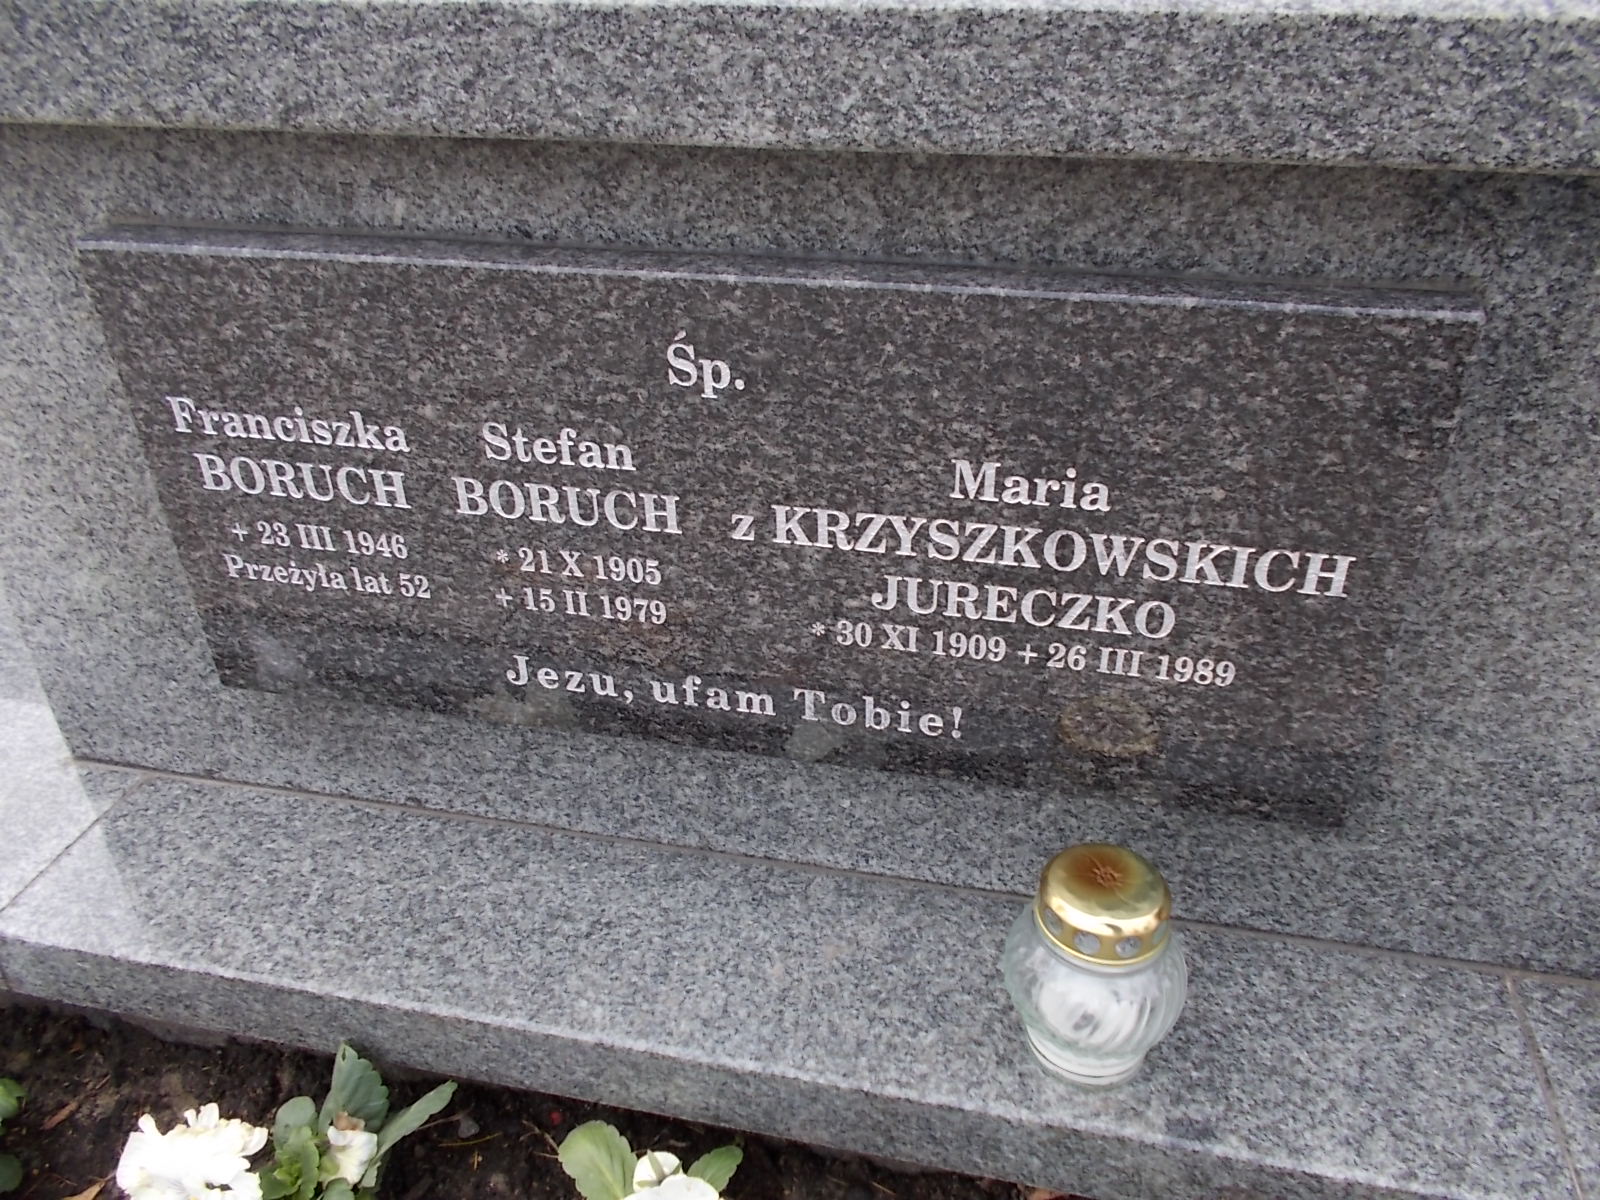 Śp.
Franciszka
BORUCH
+ 23 III 1946
Przeżyła lat 52
Stefan
BORUCH
* 21 X 1905
+ 15 II 1979
Maria
z KRZYSZKOWSKICH
JURECZKO
* 30 XI 1909 + 26 III 1989
Jezu, ufam Tobie!